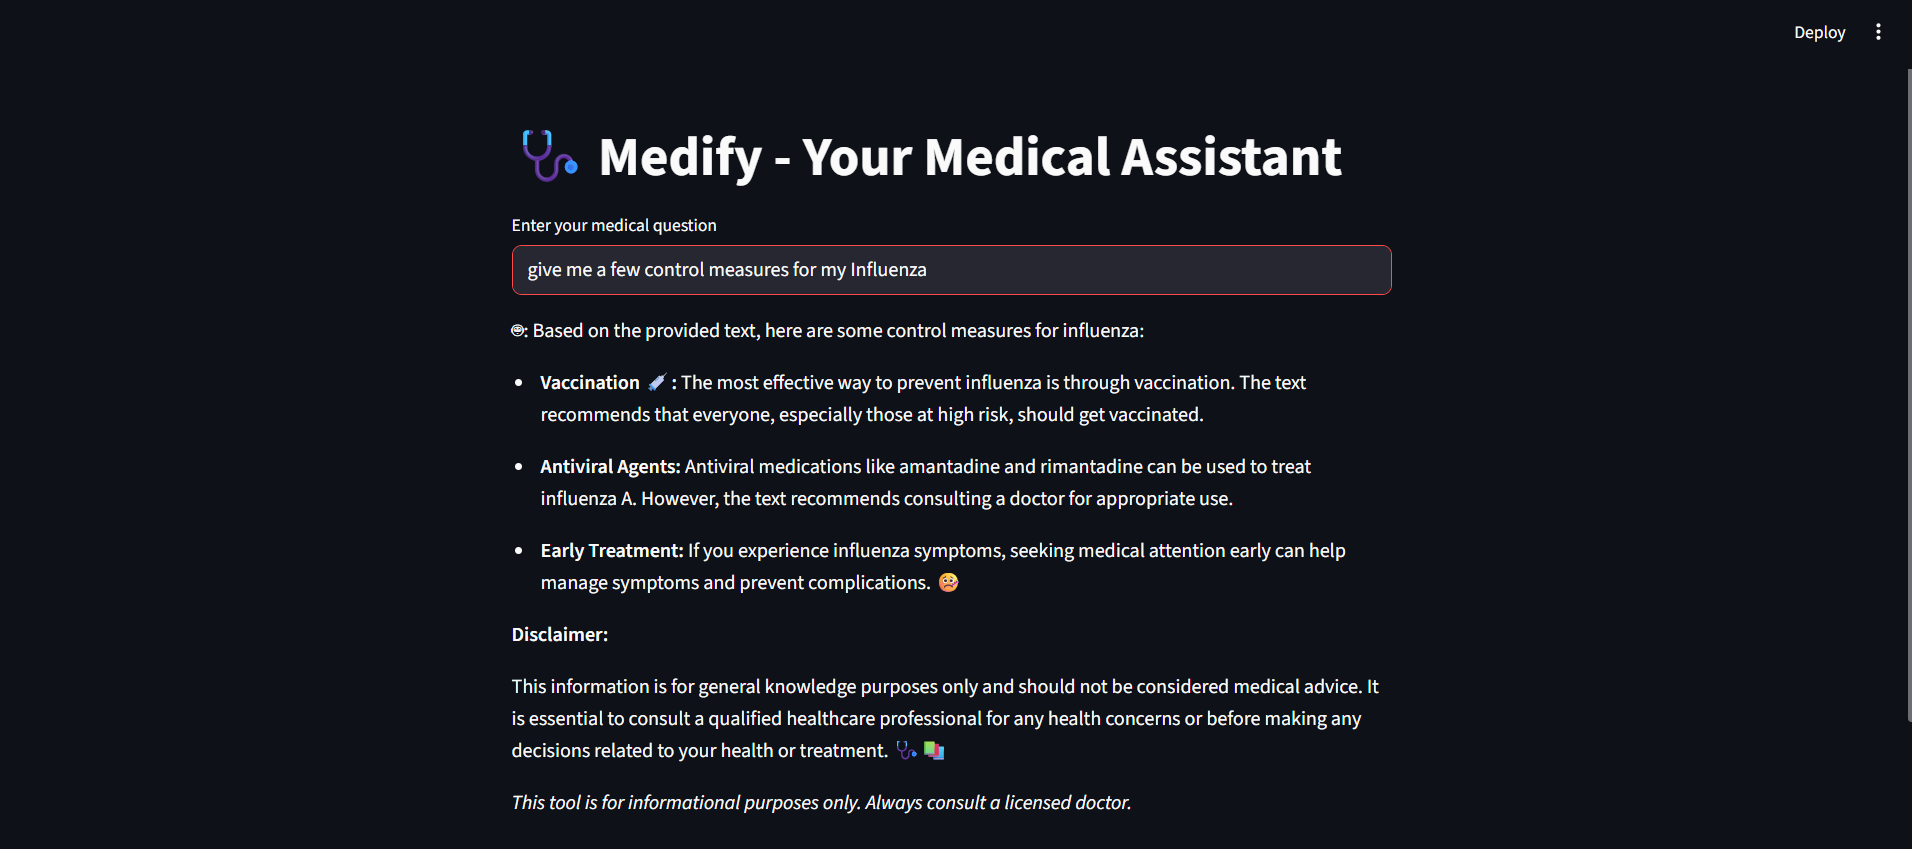 Deploy
🩺 Medify - Your Medical Assistant
Enter your medical question
give me a few control measures for my Influenza
: Based on the provided text, here are some control measures for influenza:
• Vaccination 💉 : The most effective way to prevent influenza is through vaccination. The text
recommends that everyone, especially those at high risk, should get vaccinated.
• Antiviral Agents: Antiviral medications like amantadine and rimantadine can be used to treat
influenza A. However, the text recommends consulting a doctor for appropriate use.
• Early Treatment: If you experience influenza symptoms, seeking medical attention early can help
manage symptoms and prevent complications. 🤒
Disclaimer:
This information is for general knowledge purposes only and should not be considered medical advice. It
is essential to consult a qualified healthcare professional for any health concerns or before making any
decisions related to your health or treatment. 🩺 📚
This tool is for informational purposes only. Always consult a licensed doctor.